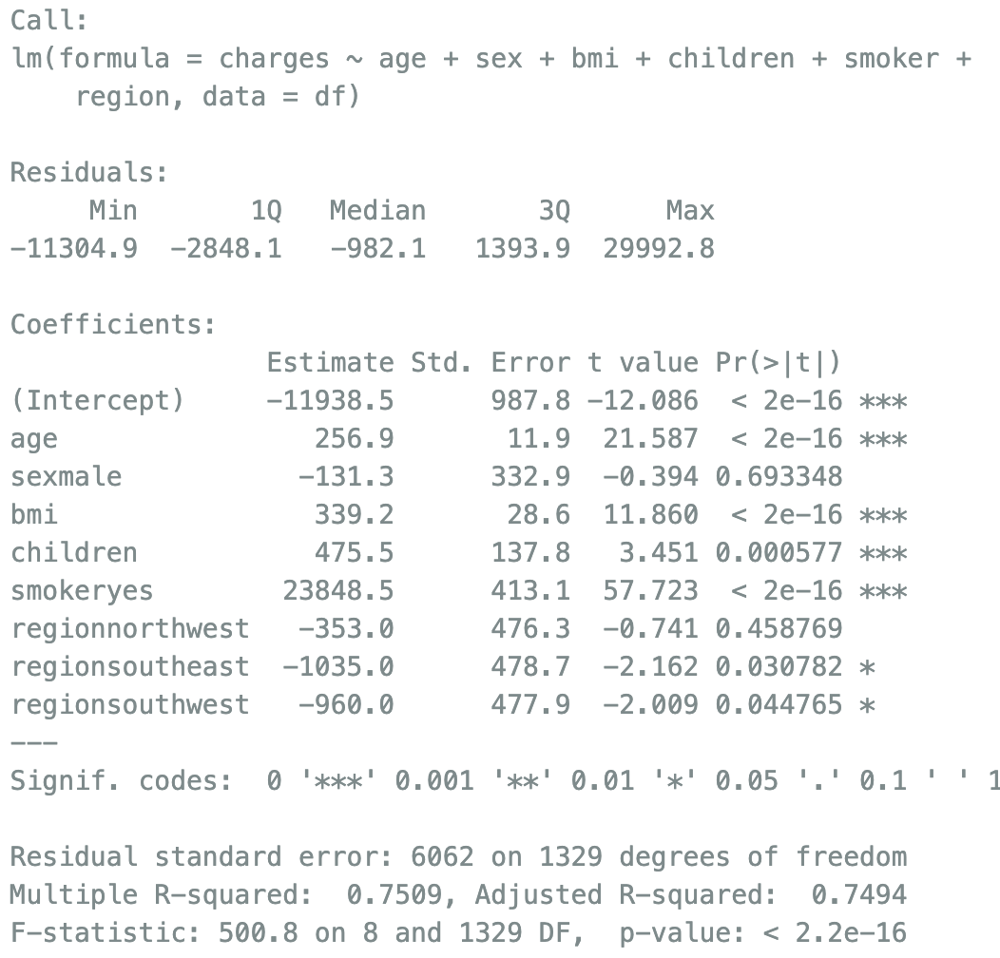 Call:
lm(formula = charges ~ age + sex + bmi + children + smoker +
    region, data = df)

Residuals:
     Min       1Q   Median       3Q      Max
-11304.9  -2848.1   -982.1   1393.9  29992.8

Coefficients:
                Estimate Std. Error t value Pr(>|t|)
(Intercept)     -11938.5      987.8 -12.086  < 2e-16 ***
age                256.9       11.9  21.587  < 2e-16 ***
sexmale           -131.3      332.9  -0.394 0.693348
bmi                339.2       28.6  11.860  < 2e-16 ***
children           475.5      137.8   3.451 0.000577 ***
smokeryes        23848.5      413.1  57.723  < 2e-16 ***
regionnorthwest   -353.0      476.3  -0.741 0.458769
regionsoutheast  -1035.0      478.7  -2.162 0.030782 *
regionsouthwest   -960.0      477.9  -2.009 0.044765 *
---
Signif. codes:  0 '***' 0.001 '**' 0.01 '*' 0.05 '.' 0.1 ' ' 1

Residual standard error: 6062 on 1329 degrees of freedom
Multiple R-squared:  0.7509, Adjusted R-squared:  0.7494
F-statistic: 500.8 on 8 and 1329 DF,  p-value: < 2.2e-16